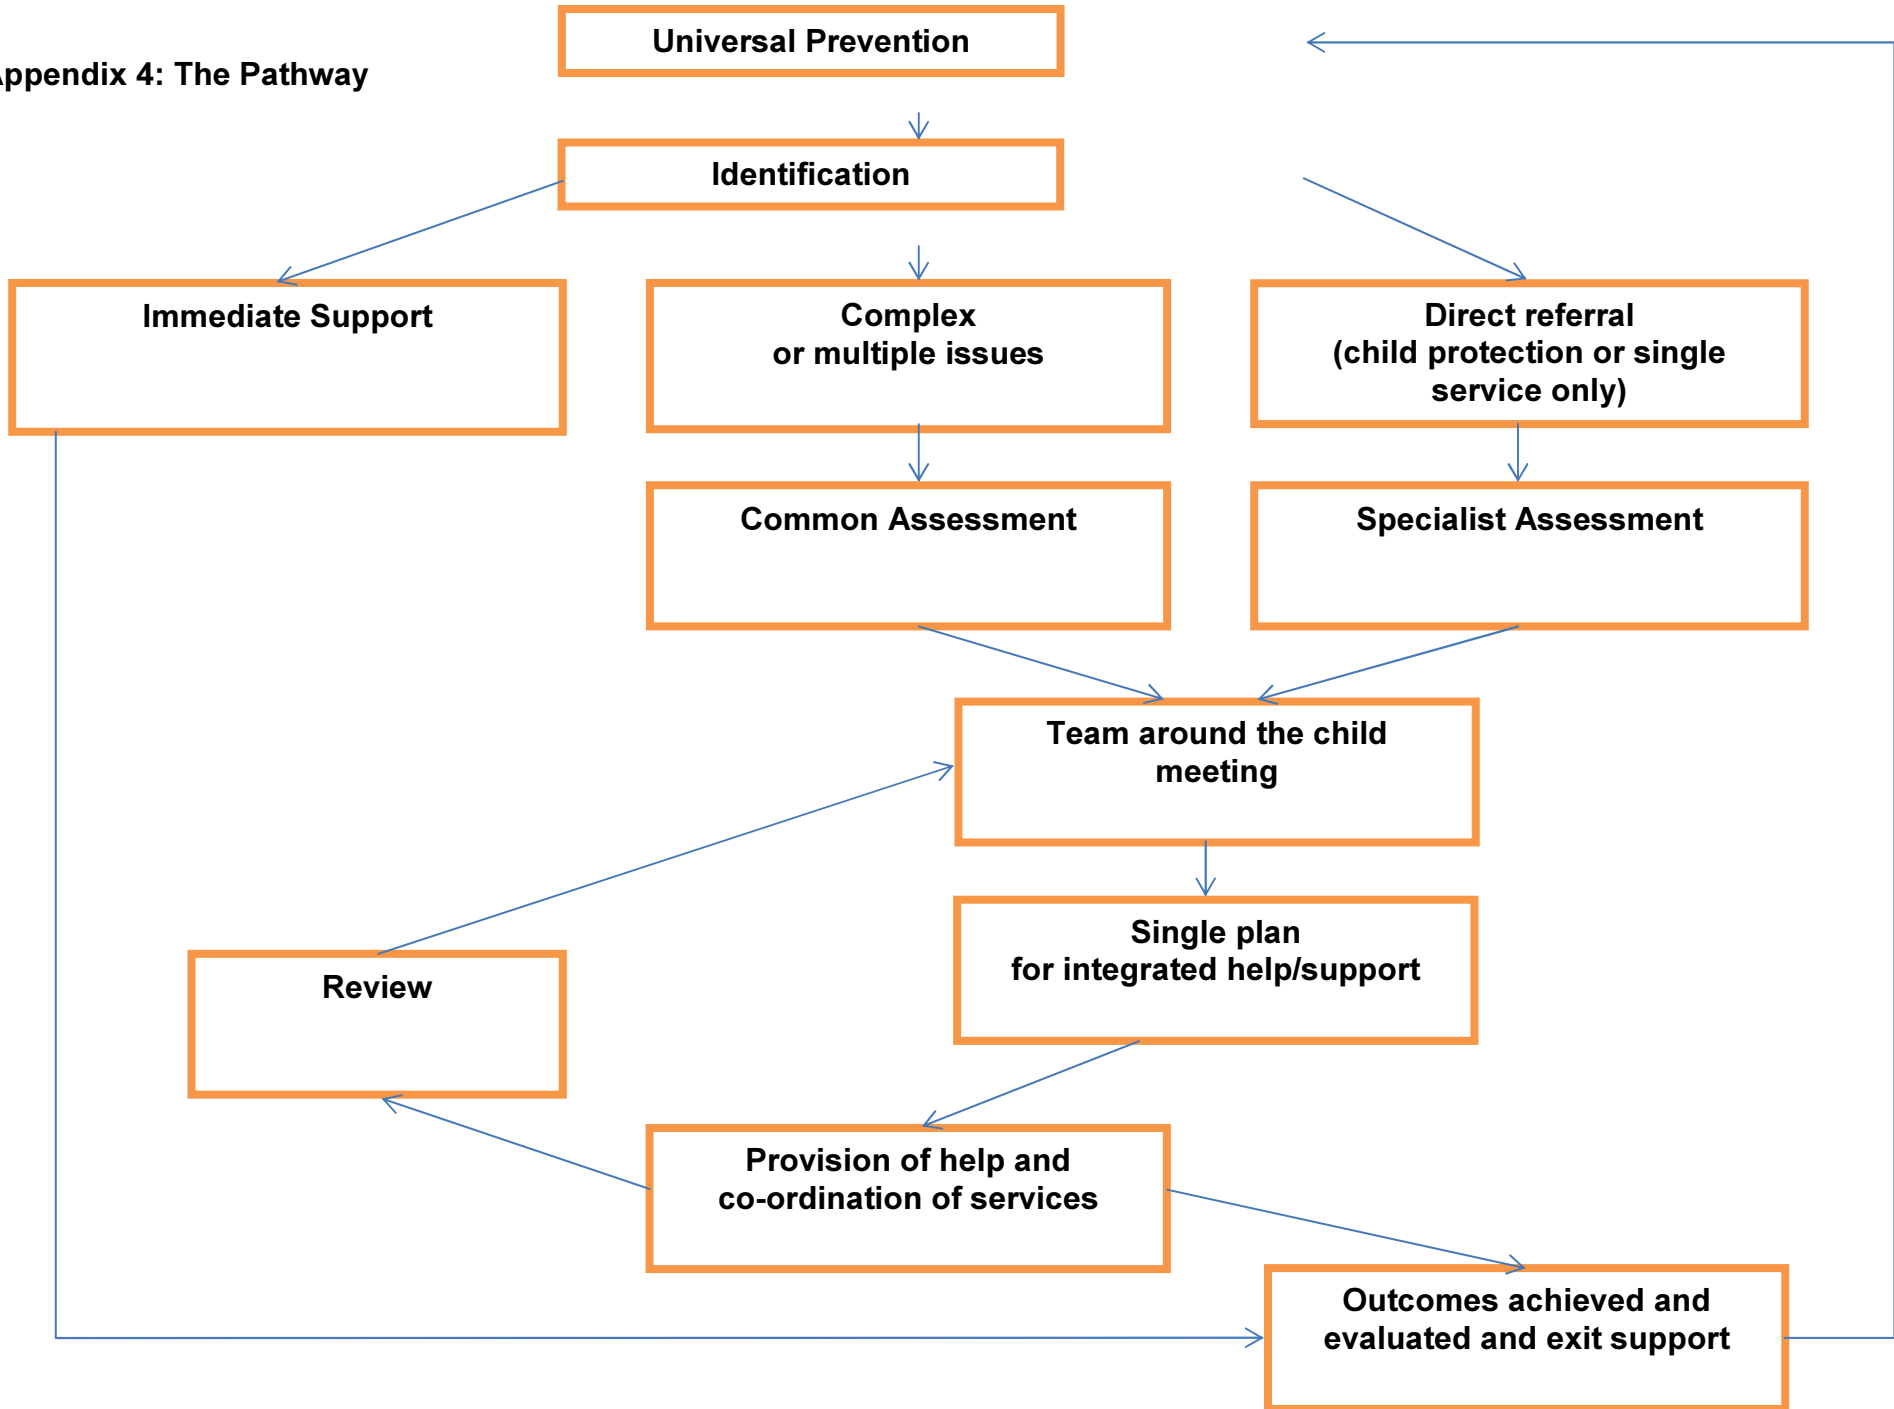 Universal Prevention
ppendix 4: The Pathway
Identification
Immediate Support
Complex
or multiple issues
Direct referral
(child protection or single
service only)
Common Assessment
Specialist Assessment
Team around the child
meeting
Single plan
for integrated help/support
Review
Provision of help and
co-ordination of services
Outcomes achieved and
evaluated and exit support